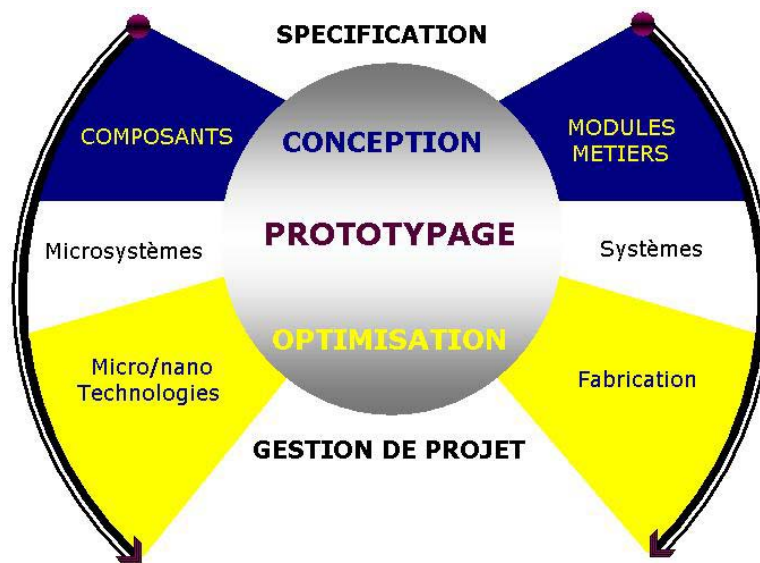 SPECIFICATION
COMPOSANTS
CONCEPTION
MODULES
METIERS
Microsystèmes
PROTOTYPAGE
Systèmes
OPTIMISATION
Micro/nano
Technologies
Fabrication
GESTION DE PROJET